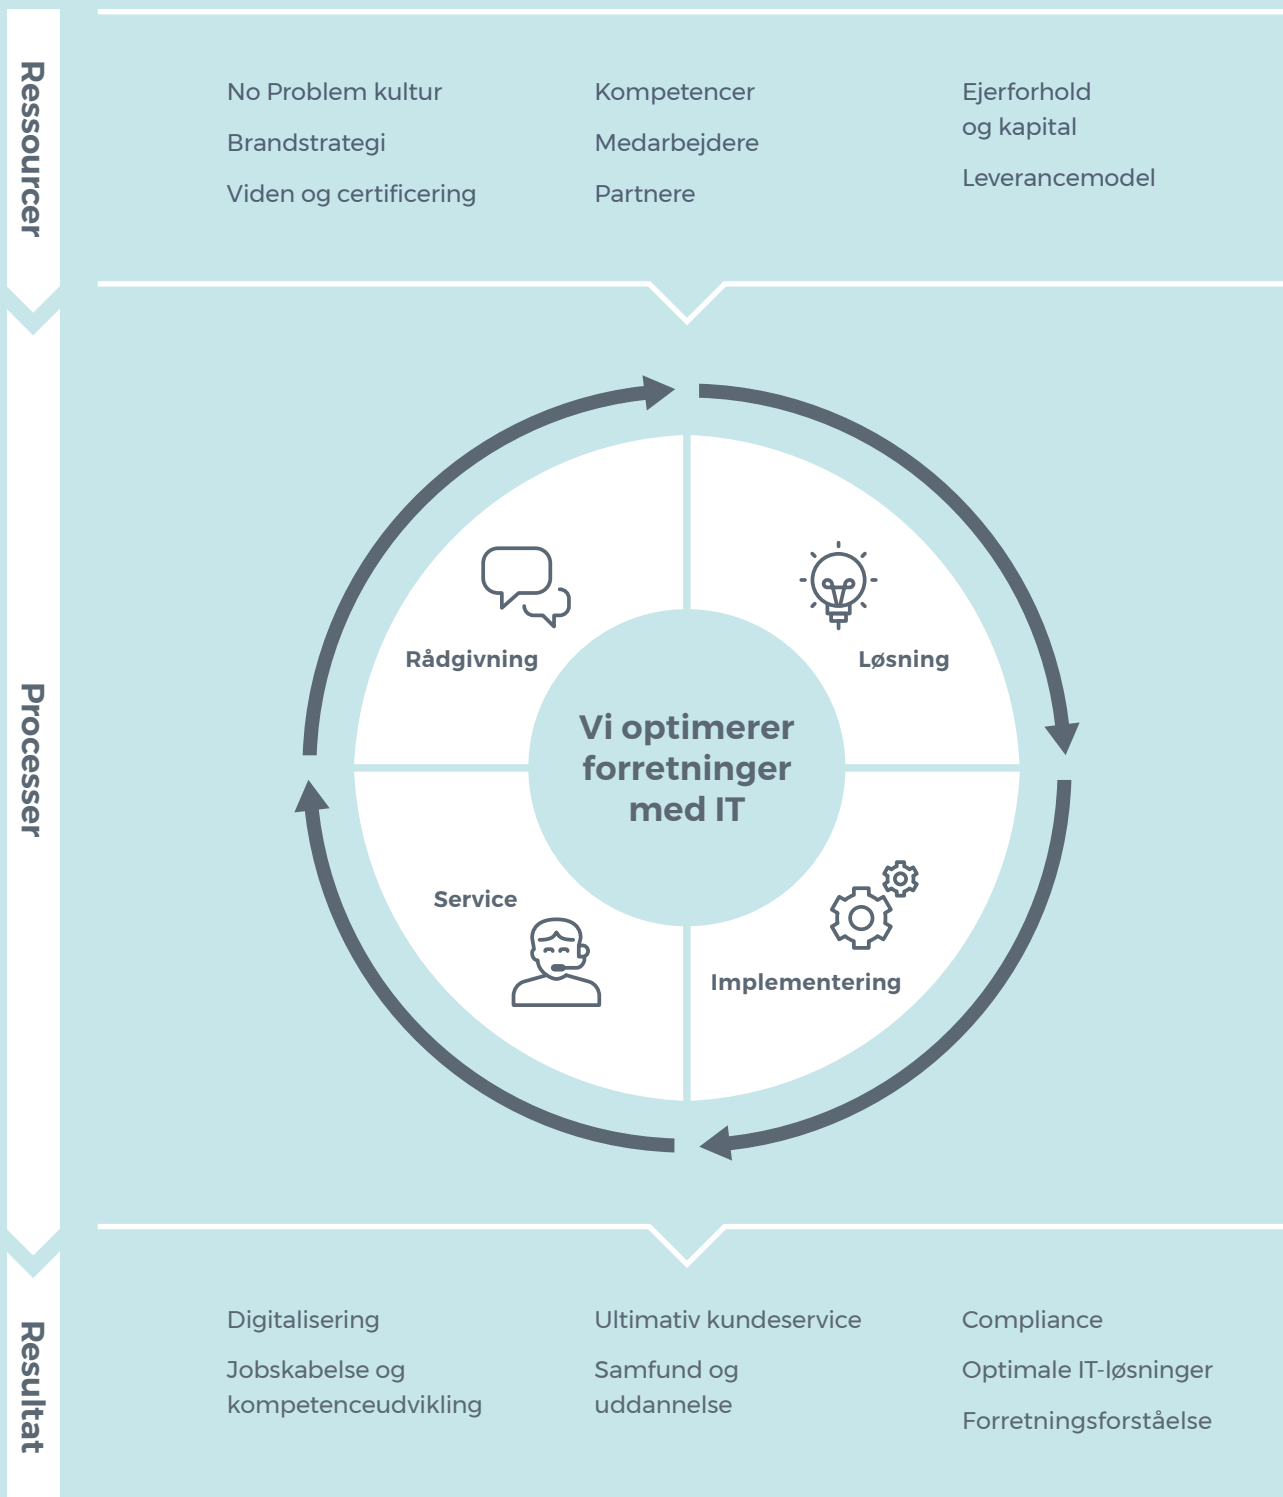 Ressourcer
No Problem kultur
Brandstrategi
Viden og certificering
Kompetencer
Medarbejdere
Partnere
Ejerforhold
og kapital
Leverancemodel
Processer
Rådgivning
Løsning
Vi optimerer
forretninger
med IT
Service
Implementering
Resultat
Digitalisering
Jobskabelse og
kompetenceudvikling
Ultimativ kundeservice
Samfund og
uddannelse
Compliance
Optimale IT-løsninger
Forretningsforståelse